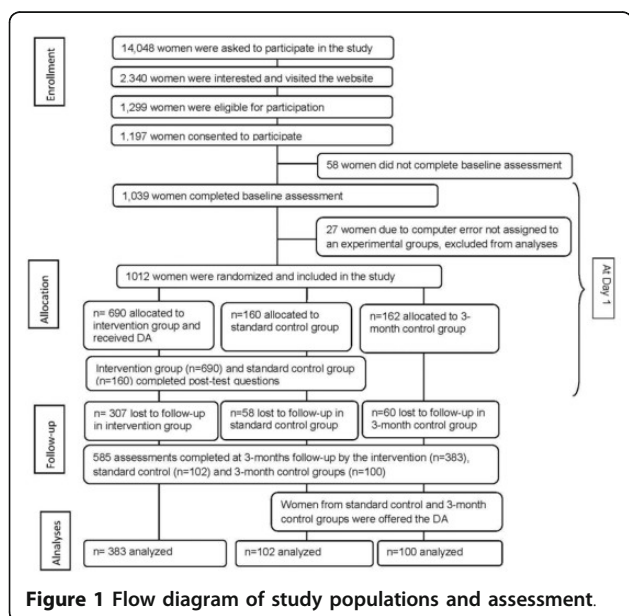 Enrollment
14,048 women were asked to participate in the study
2.340 women were interested and visited the website
1,299 women were eligible for participation
1,197 women consented to participate
58 women did not complete baseline assessment
1,039 women completed baseline assessment
27 women due to computer error not assigned to
an experimental groups, excluded from analyses
At Day 1
Allocation
1012 women were randomized and included in the study
n= 690 allocated to
intervention group and
received DA
n=160 allocated to
standard control group
n=162 allocated to 3-
month control group
Intervention group (n=690) and standard control group
(n=160) completed post-test questions
Follow-up
n= 307 lost to follow-up
in intervention group
n=58 lost to follow-up in
standard control group
n=60 lost to follow-up in
3-month control group
585 assessments completed at 3-months follow-up by the intervention (n=383),
standard control (n=102) and 3-month control groups (n=100)
Women from standard control and 3-month
control groups were offered the DA
Alnalyses
n= 383 analyzed
n=102 analyzed
n=100 analyzed
Figure 1 Flow diagram of study populations and assessment.